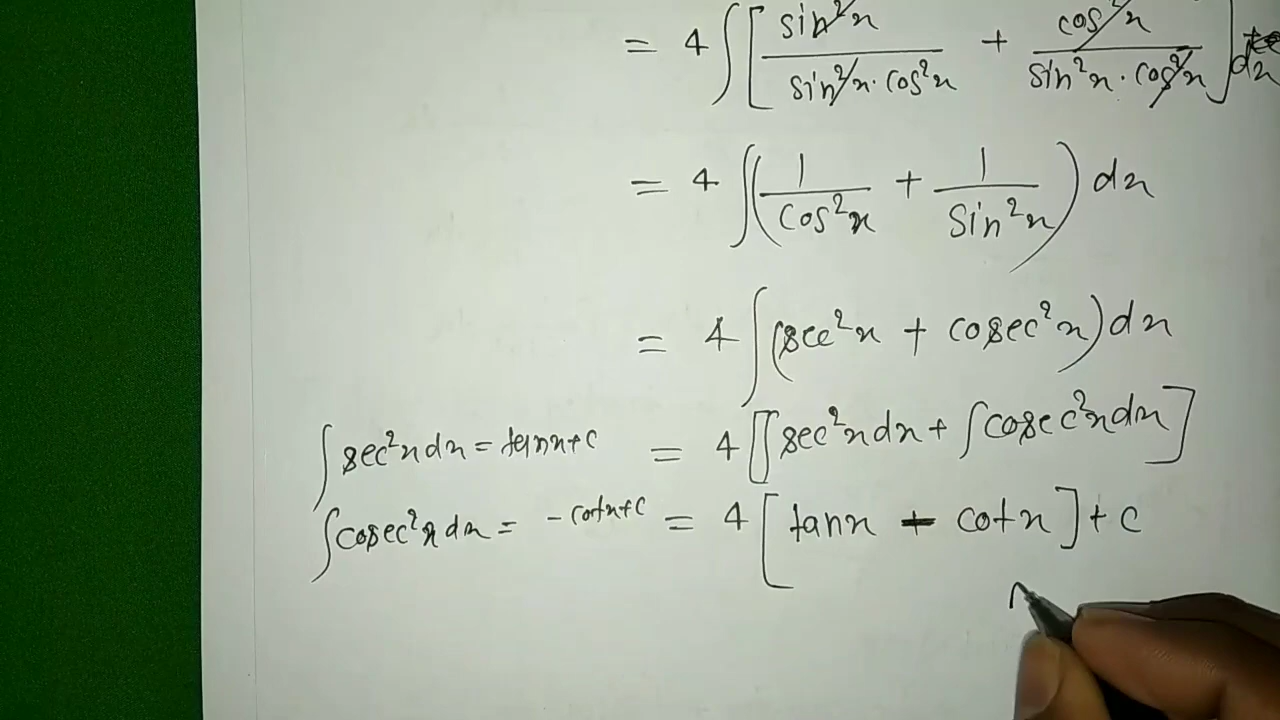 = 4 ∫ [ sin²x / sin²x · cos²x + cos²x / sin²x · cos²x ] dx
= 4 ∫ ( 1 / cos²x + 1 / sin²x ) dx
= 4 ∫ (sec²x + cosec²x) dx
∫ sec²x dx = tanx + c
= 4 [∫ sec²x dx + ∫ cosec²x dx]
∫ cosec²x dx = - cotx + c
= 4 [tanx - cotx] + c